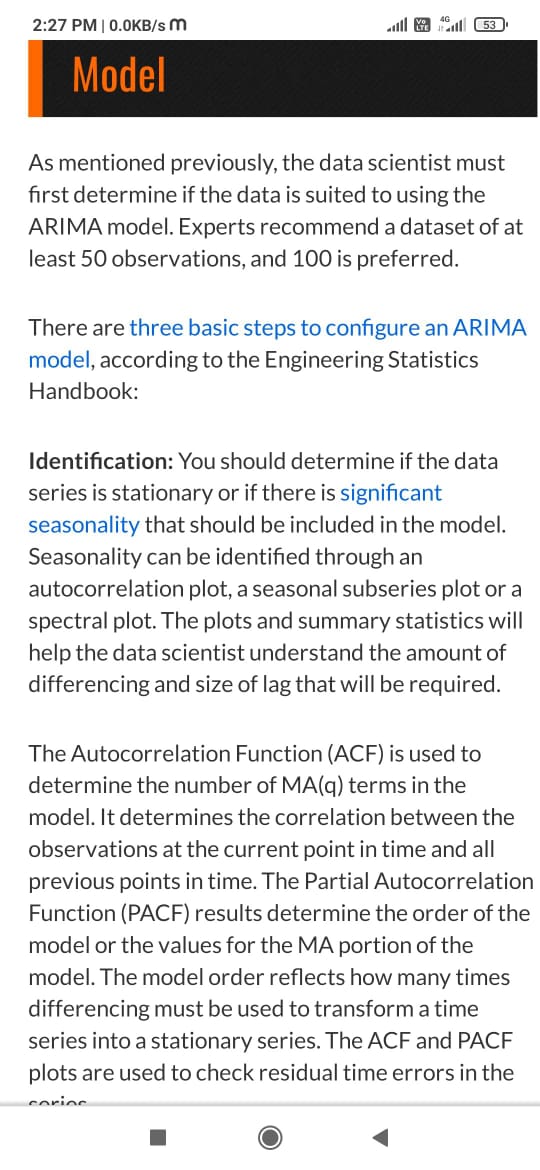 2:27 PM | 0.0KB/s m
Vo LTE 4G 53
Model
As mentioned previously, the data scientist must
first determine if the data is suited to using the
ARIMA model. Experts recommend a dataset of at
least 50 observations, and 100 is preferred.
There are three basic steps to configure an ARIMA
model, according to the Engineering Statistics
Handbook:
Identification: You should determine if the data
series is stationary or if there is significant
seasonality that should be included in the model.
Seasonality can be identified through an
autocorrelation plot, a seasonal subseries plot or a
spectral plot. The plots and summary statistics will
help the data scientist understand the amount of
differencing and size of lag that will be required.
The Autocorrelation Function (ACF) is used to
determine the number of MA(q) terms in the
model. It determines the correlation between the
observations at the current point in time and all
previous points in time. The Partial Autocorrelation
Function (PACF) results determine the order of the
model or the values for the MA portion of the
model. The model order reflects how many times
differencing must be used to transform a time
series into a stationary series. The ACF and PACF
plots are used to check residual time errors in the
series